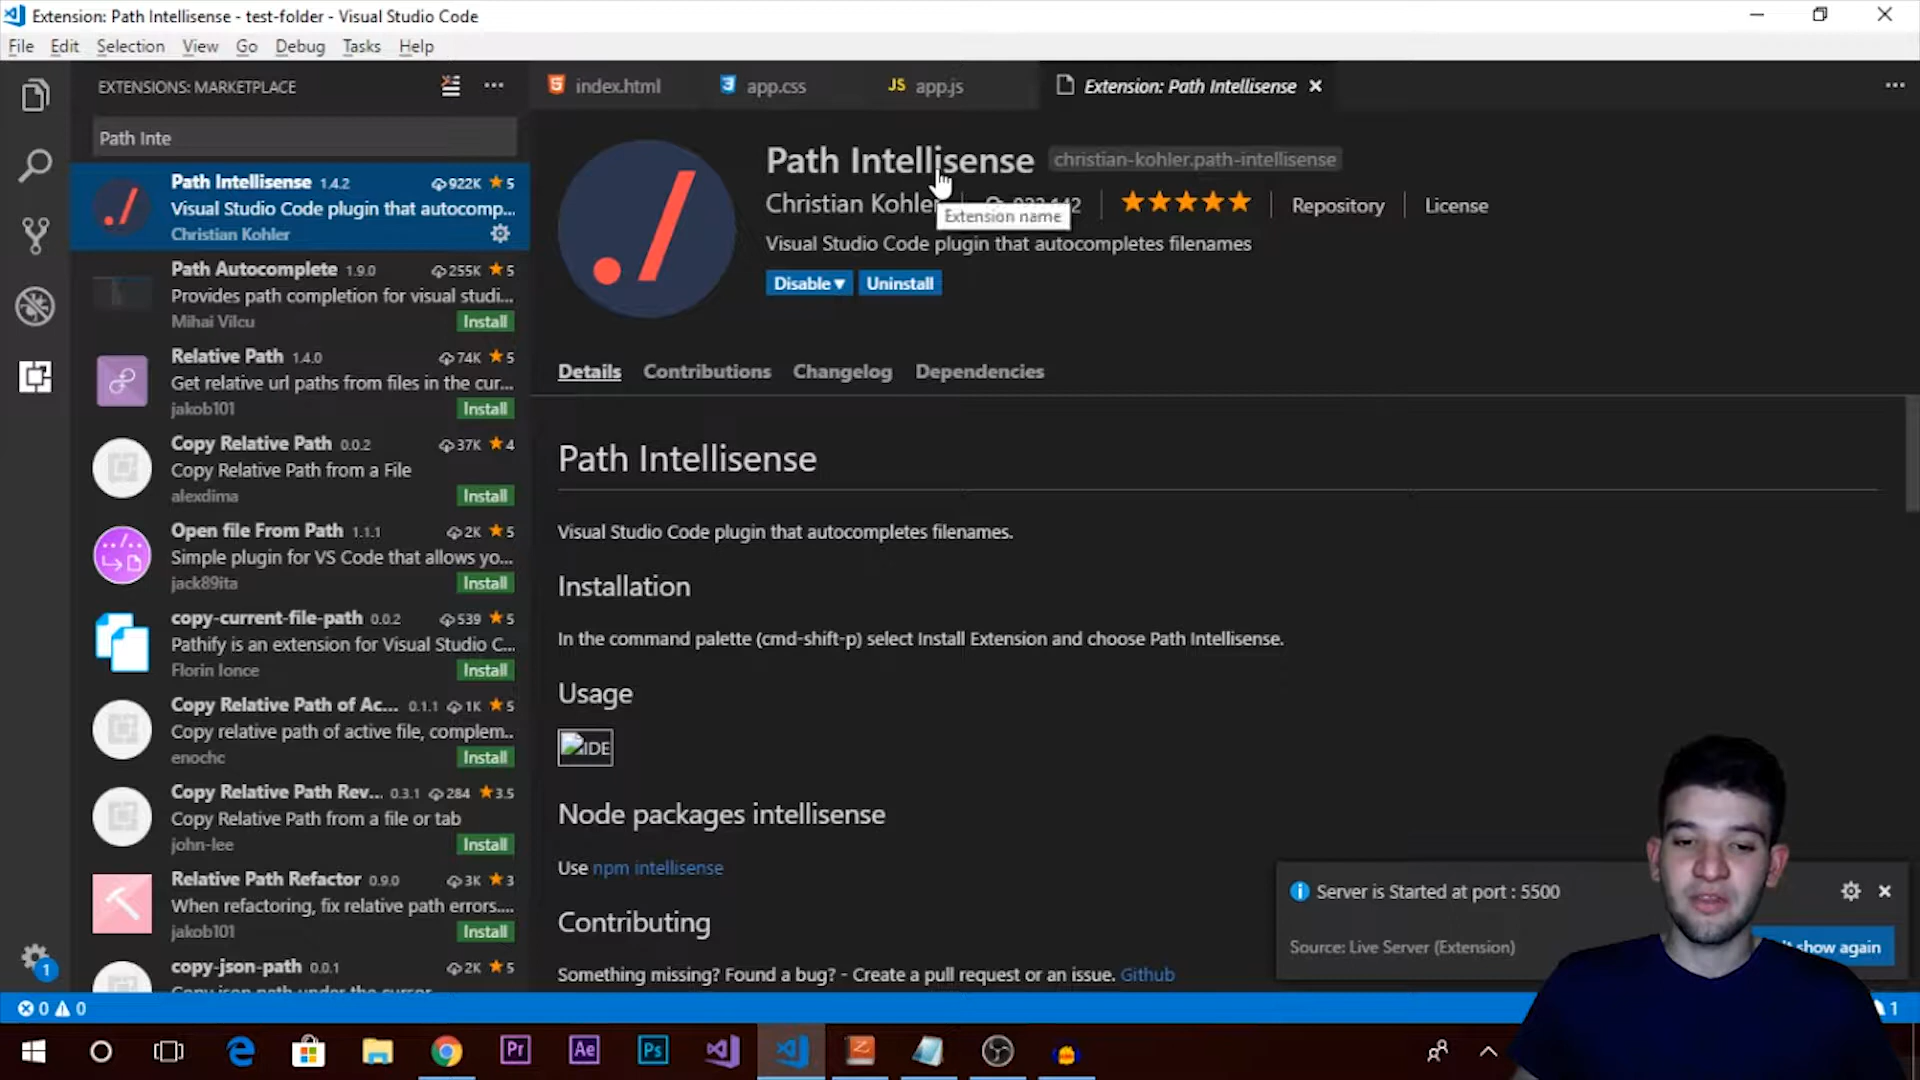 Extension: Path Intellisense - test-folder - Visual Studio Code
File Edit Selection View Go Debug Tasks Help
EXTENSIONS: MARKETPLACE
Path Inte
Path Intellisense 1.4.2 922K 5
Visual Studio Code plugin that autocomp...
Christian Kohler
Path Autocomplete 1.9.0 255K 5
Provides path completion for visual studi...
Mihai Vilcu Install
Relative Path 1.4.0 74K 5
Get relative url paths from files in the cur...
jakob101 Install
Copy Relative Path 0.0.2 37K 4
Copy Relative Path from a File
alexdima Install
Open file From Path 1.1.1 2K 5
Simple plugin for VS Code that allows yo...
jack89ita Install
copy-current-file-path 0.0.2 539 5
Pathify is an extension for Visual Studio C...
Florin Ionce Install
Copy Relative Path of Ac... 0.1.1 1K 5
Copy relative path of active file, complem..
enochc Install
Copy Relative Path Rev... 0.3.1 284 3.5
Copy Relative Path from a file or tab
john-lee Install
Relative Path Refactor 0.9.0 3K 3
When refactoring, fix relative path errors....
jakob101 Install
copy-json-path 0.0.1 2K 5
index.html app.css JS app.js Extension: Path Intellisense
./
Path Intellisense christian-kohler.path-intellisense
Christian Kohler Repository License
Extension name
Visual Studio Code plugin that autocompletes filenames
Disable Uninstall
Details Contributions Changelog Dependencies
Path Intellisense
Visual Studio Code plugin that autocompletes filenames.
Installation
In the command palette (cmd-shift-p) select Install Extension and choose Path Intellisense.
Usage
IDE
Node packages intellisense
Use npm intellisense
Contributing
Something missing? Found a bug? - Create a pull request or an issue. Github
Server is Started at port : 5500
Source: Live Server (Extension) show again
1
0 0 1
Pr Ae Ps